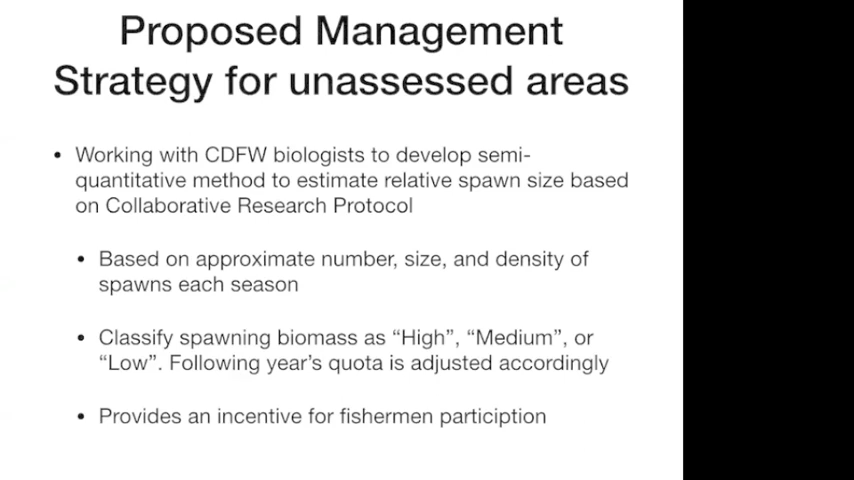 Proposed Management
Strategy for unassessed areas
• Working with CDFW biologists to develop semi-
quantitative method to estimate relative spawn size based
on Collaborative Research Protocol
• Based on approximate number, size, and density of
spawns each season
• Classify spawning biomass as “High”, “Medium”, or
“Low”. Following year’s quota is adjusted accordingly
• Provides an incentive for fishermen particiption